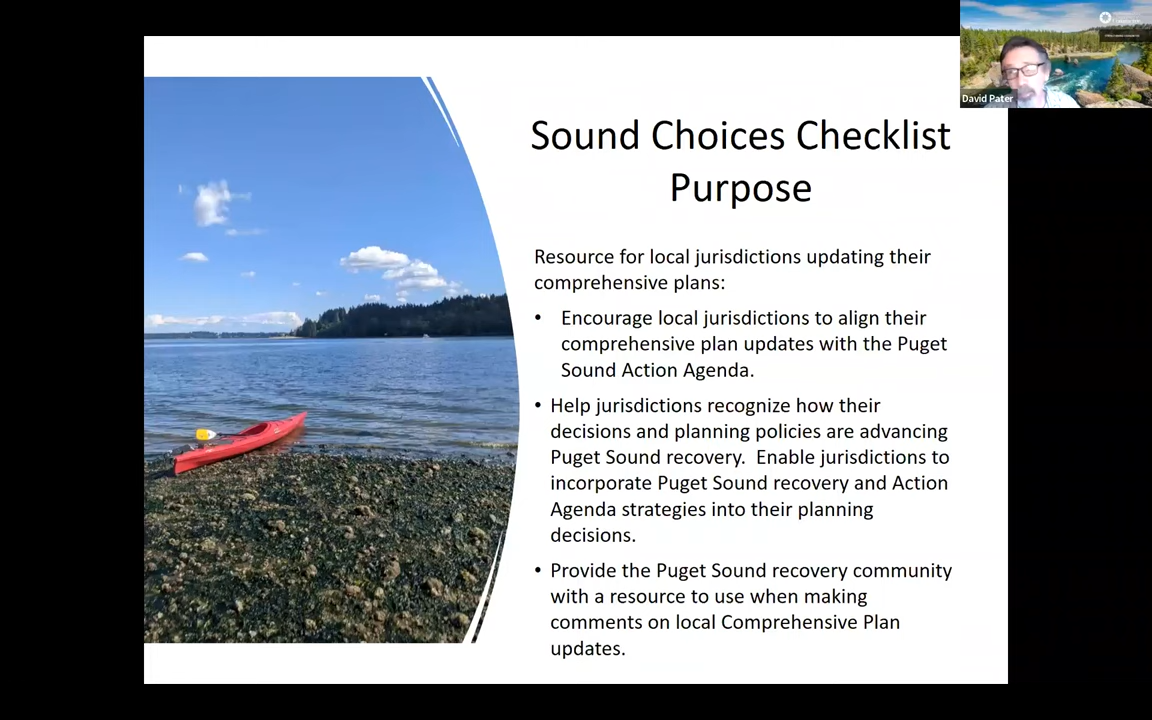 Sound Choices Checklist
Purpose
Resource for local jurisdictions updating their
comprehensive plans:
• Encourage local jurisdictions to align their
comprehensive plan updates with the Puget
Sound Action Agenda.
• Help jurisdictions recognize how their
decisions and planning policies are advancing
Puget Sound recovery.  Enable jurisdictions to
incorporate Puget Sound recovery and Action
Agenda strategies into their planning
decisions.
• Provide the Puget Sound recovery community
with a resource to use when making
comments on local Comprehensive Plan
updates.
David Pater